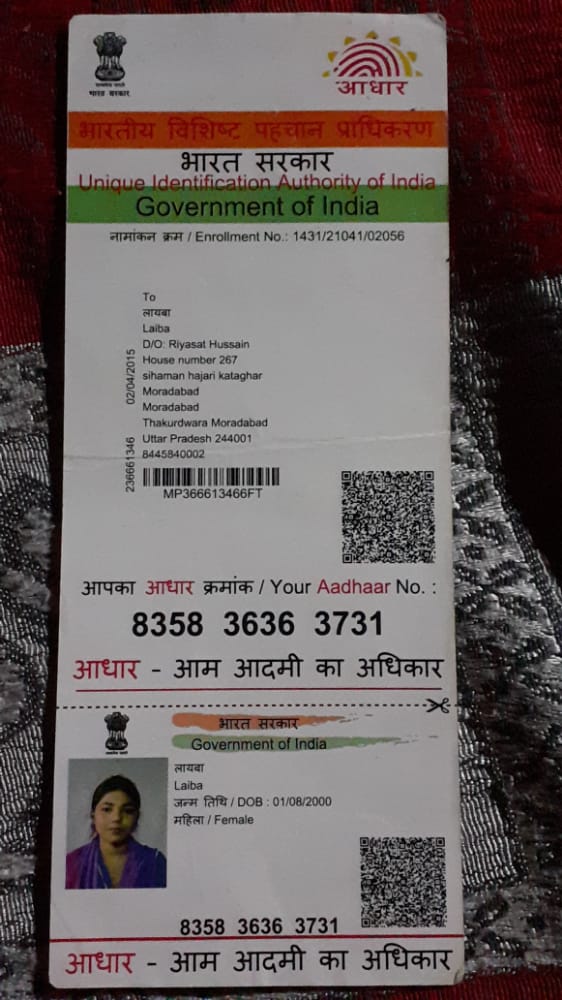 भारत सरकार
आधार
भारतीय विशिष्ट पहचान प्राधिकरण
भारत सरकार
Unique Identification Authority of India
Government of India
नामांकन क्रम / Enrollment No.: 1431/21041/02056
To
लायबा
Laiba
D/O: Riyasat Hussain
House number 267
sihaman hajari kataghar
Moradabad
Moradabad
Thakurdwara Moradabad
Uttar Pradesh 244001
8445840002
02/04/2015
236661346
MP366613466FT
आपका आधार क्रमांक / Your Aadhaar No. :
8358 3636 3731
आधार - आम आदमी का अधिकार
भारत सरकार
Government of India
लायबा
Laiba
जन्म तिथि / DOB : 01/08/2000
महिला / Female
8358 3636 3731
आधार - आम आदमी का अधिकार